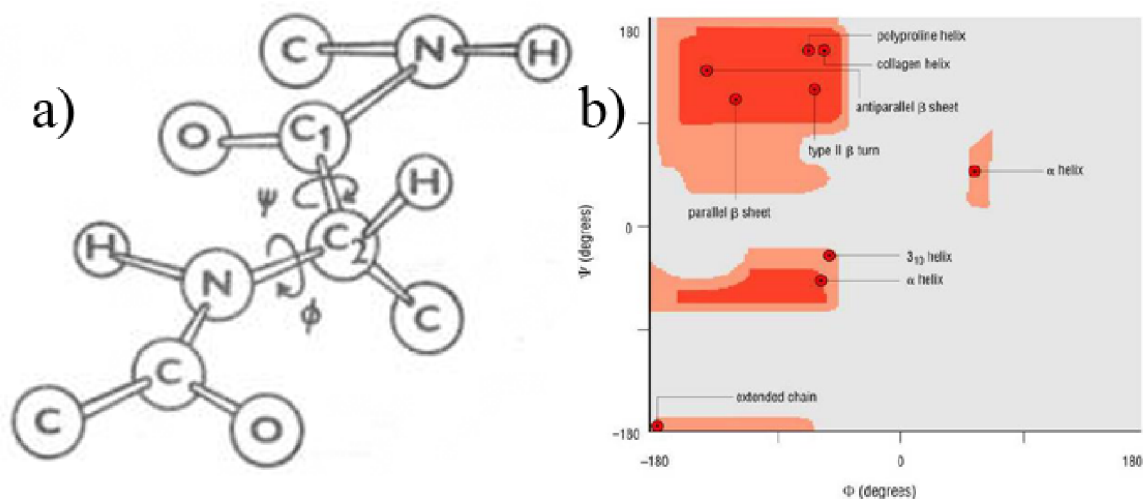 a)
C
N
H
O
C1
H
ψ
H
C2
N
ϕ
C
C
C
O
b)
180
polyproline helix
collagen helix
antiparallel β sheet
type II β turn
α helix
parallel β sheet
Ψ (degrees)
0
3₁₀ helix
α helix
extended chain
-180
-180
0
180
Φ (degrees)